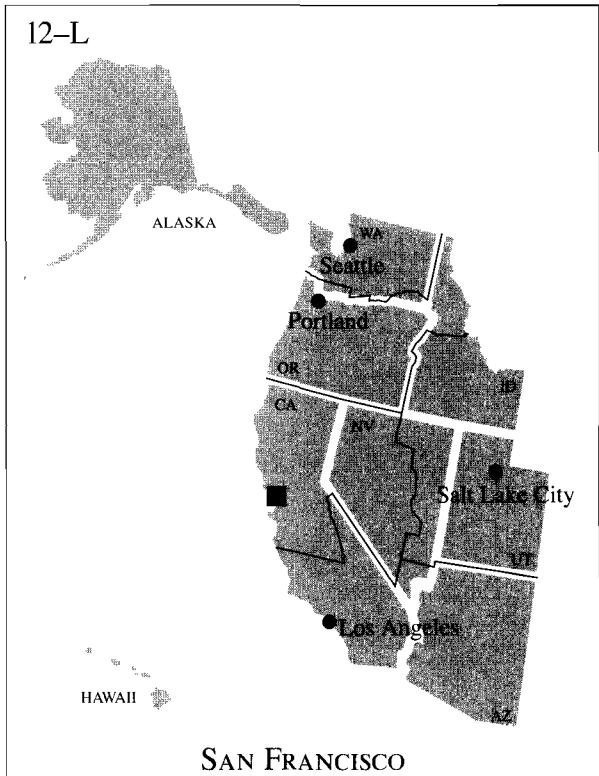 12–L
ALASKA
WA
Seattle
Portland
OR
CA
ID
NV
Salt Lake City
UT
Los Angeles
HAWAII
AZ
SAN FRANCISCO